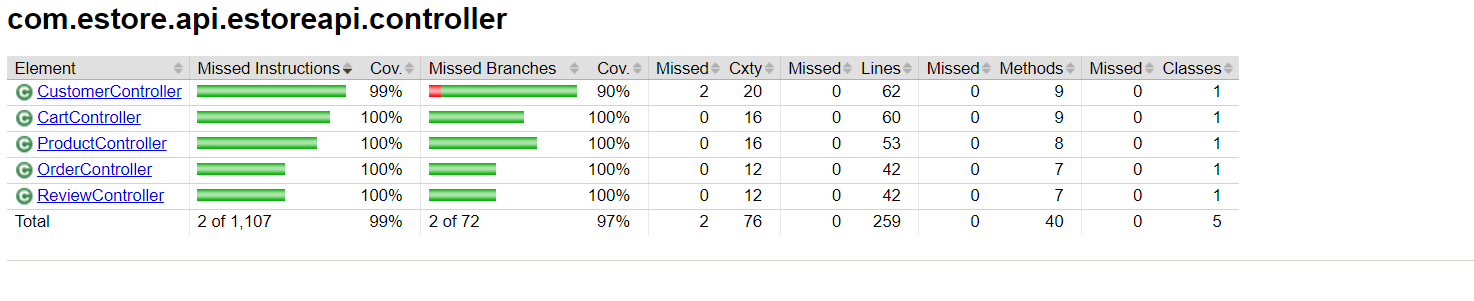 com.estore.api.estoreapi.controller
Element Missed Instructions Cov. Missed Branches Cov. Missed Cxty Missed Lines Missed Methods Missed Classes
C CustomerController 99% 90% 2 20 0 62 0 9 0 1
C CartController 100% 100% 0 16 0 60 0 9 0 1
C ProductController 100% 100% 0 16 0 53 0 8 0 1
C OrderController 100% 100% 0 12 0 42 0 7 0 1
C ReviewController 100% 100% 0 12 0 42 0 7 0 1
Total 2 of 1,107 99% 2 of 72 97% 2 76 0 259 0 40 0 5